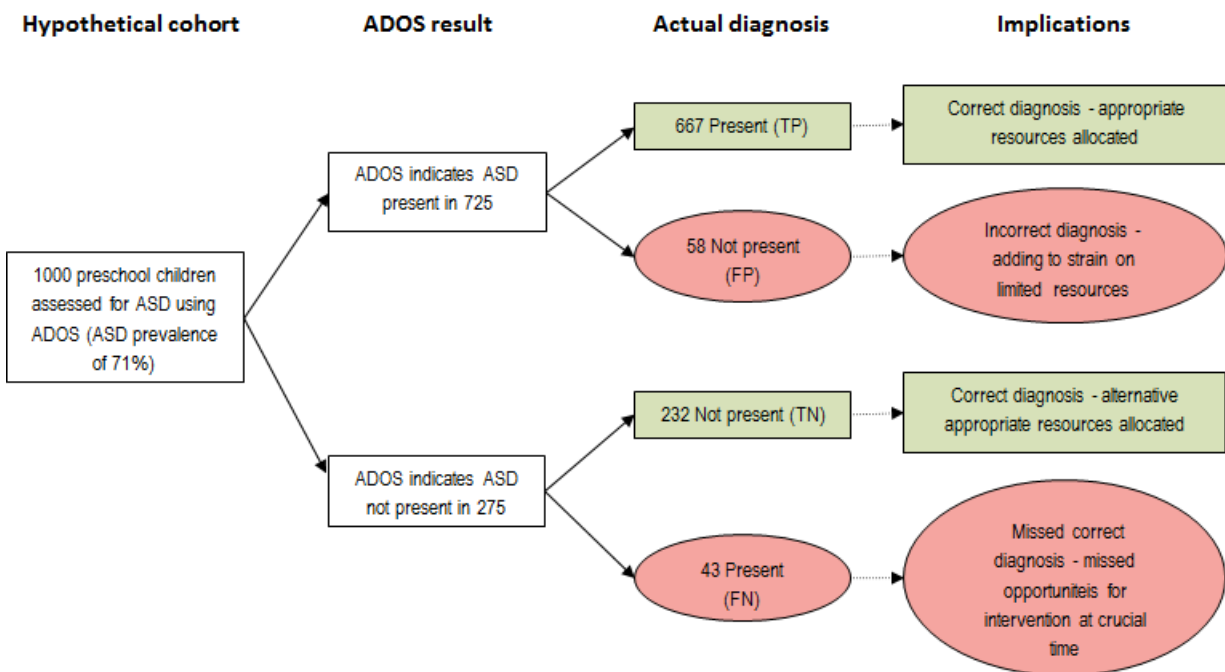 Hypothetical cohort
ADOS result
Actual diagnosis
Implications
1000 preschool children
assessed for ASD using
ADOS (ASD prevalence
of 71%)
ADOS indicates ASD
present in 725
667 Present (TP)
Correct diagnosis - appropriate
resources allocated
58 Not present
(FP)
Incorrect diagnosis -
adding to strain on
limited resources
ADOS indicates ASD
not present in 275
232 Not present (TN)
Correct diagnosis - alternative
appropriate resources allocated
43 Present
(FN)
Missed correct
diagnosis - missed
opportuniteis for
intervention at crucial
time